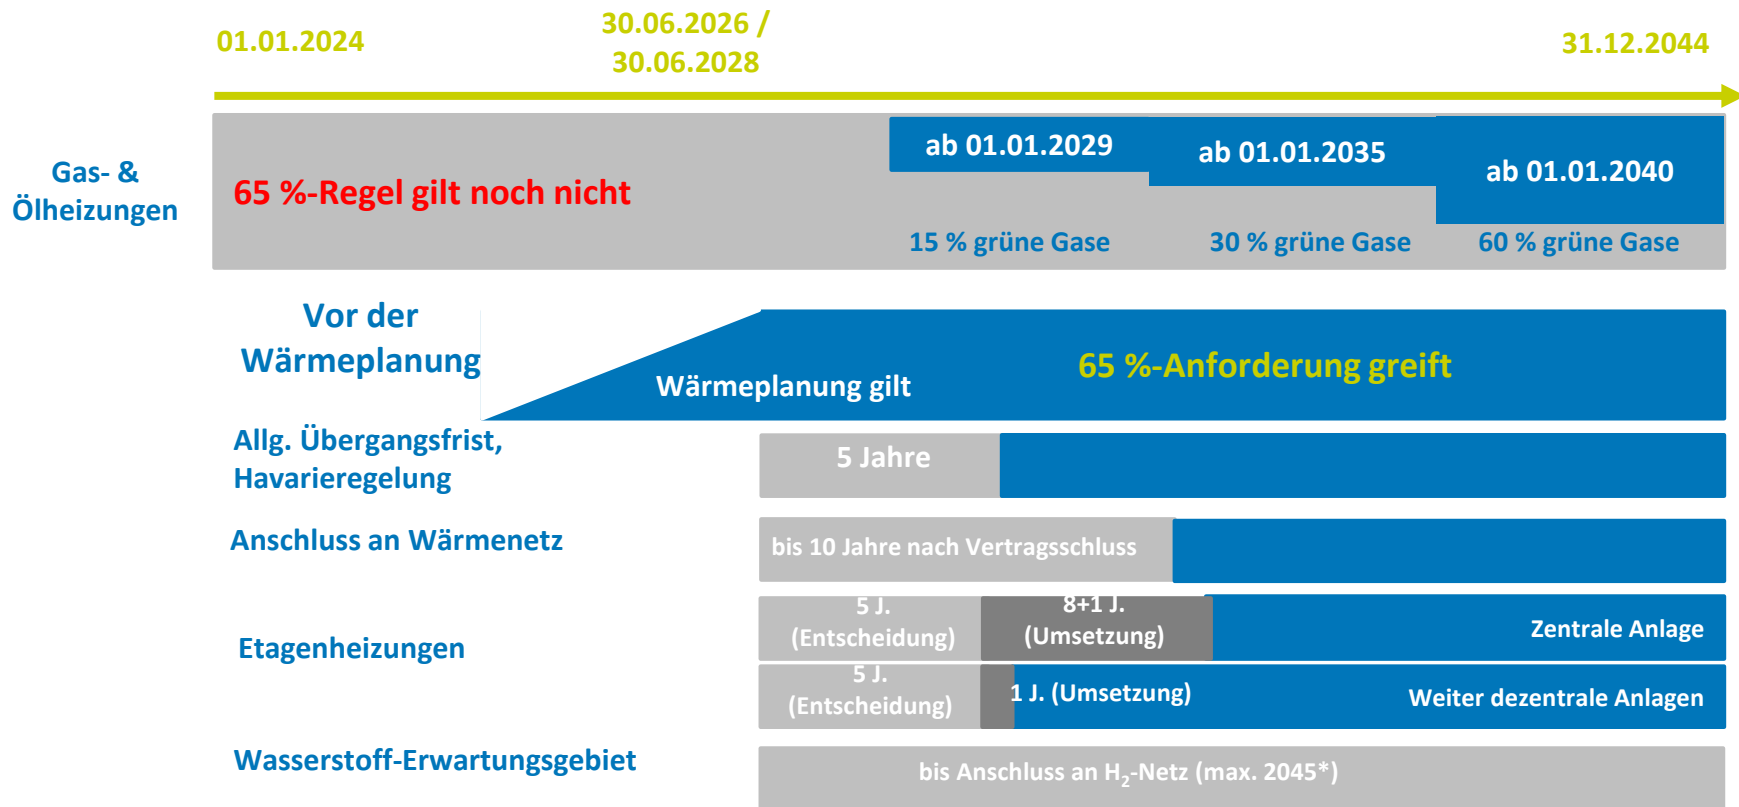 01.01.2024
30.06.2026 /
30.06.2028
31.12.2044
Gas- &
Ölheizungen
65 %-Regel gilt noch nicht
ab 01.01.2029
ab 01.01.2035
ab 01.01.2040
15 % grüne Gase
30 % grüne Gase
60 % grüne Gase
Vor der
Wärmeplanung
Wärmeplanung gilt
65 %-Anforderung greift
Allg. Übergangsfrist,
Havarieregelung
5 Jahre
Anschluss an Wärmenetz
bis 10 Jahre nach Vertragsschluss
Etagenheizungen
5 J.
(Entscheidung)
8+1 J.
(Umsetzung)
Zentrale Anlage
5 J.
(Entscheidung)
1 J. (Umsetzung)
Weiter dezentrale Anlagen
Wasserstoff-Erwartungsgebiet
bis Anschluss an H₂-Netz (max. 2045*)